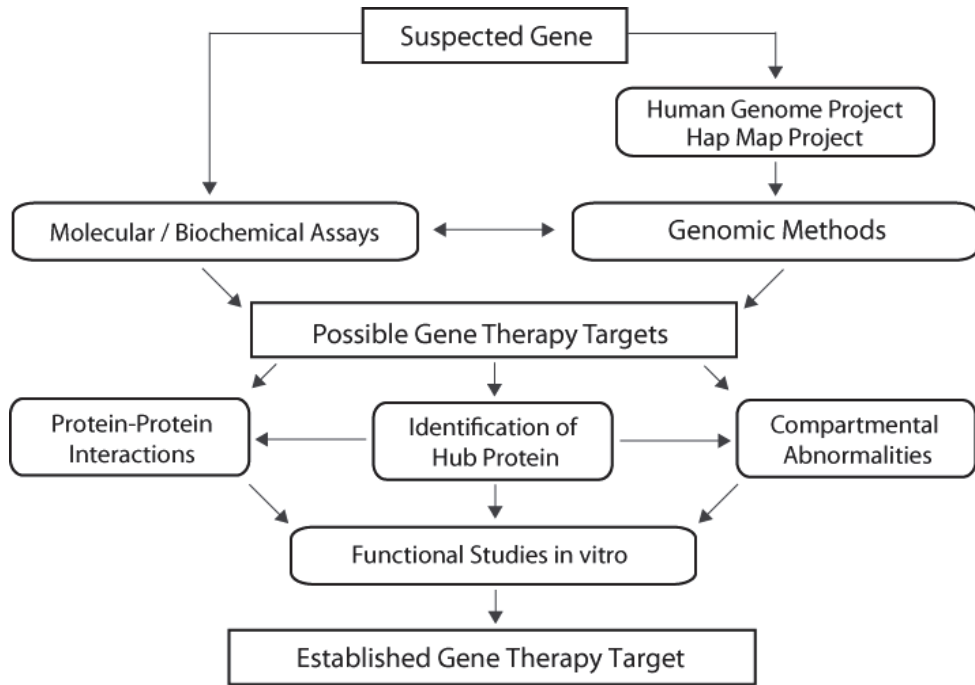 Suspected Gene
Human Genome Project
Hap Map Project
Molecular / Biochemical Assays
Genomic Methods
Possible Gene Therapy Targets
Protein-Protein
Interactions
Identification of
Hub Protein
Compartmental
Abnormalities
Functional Studies in vitro
Established Gene Therapy Target